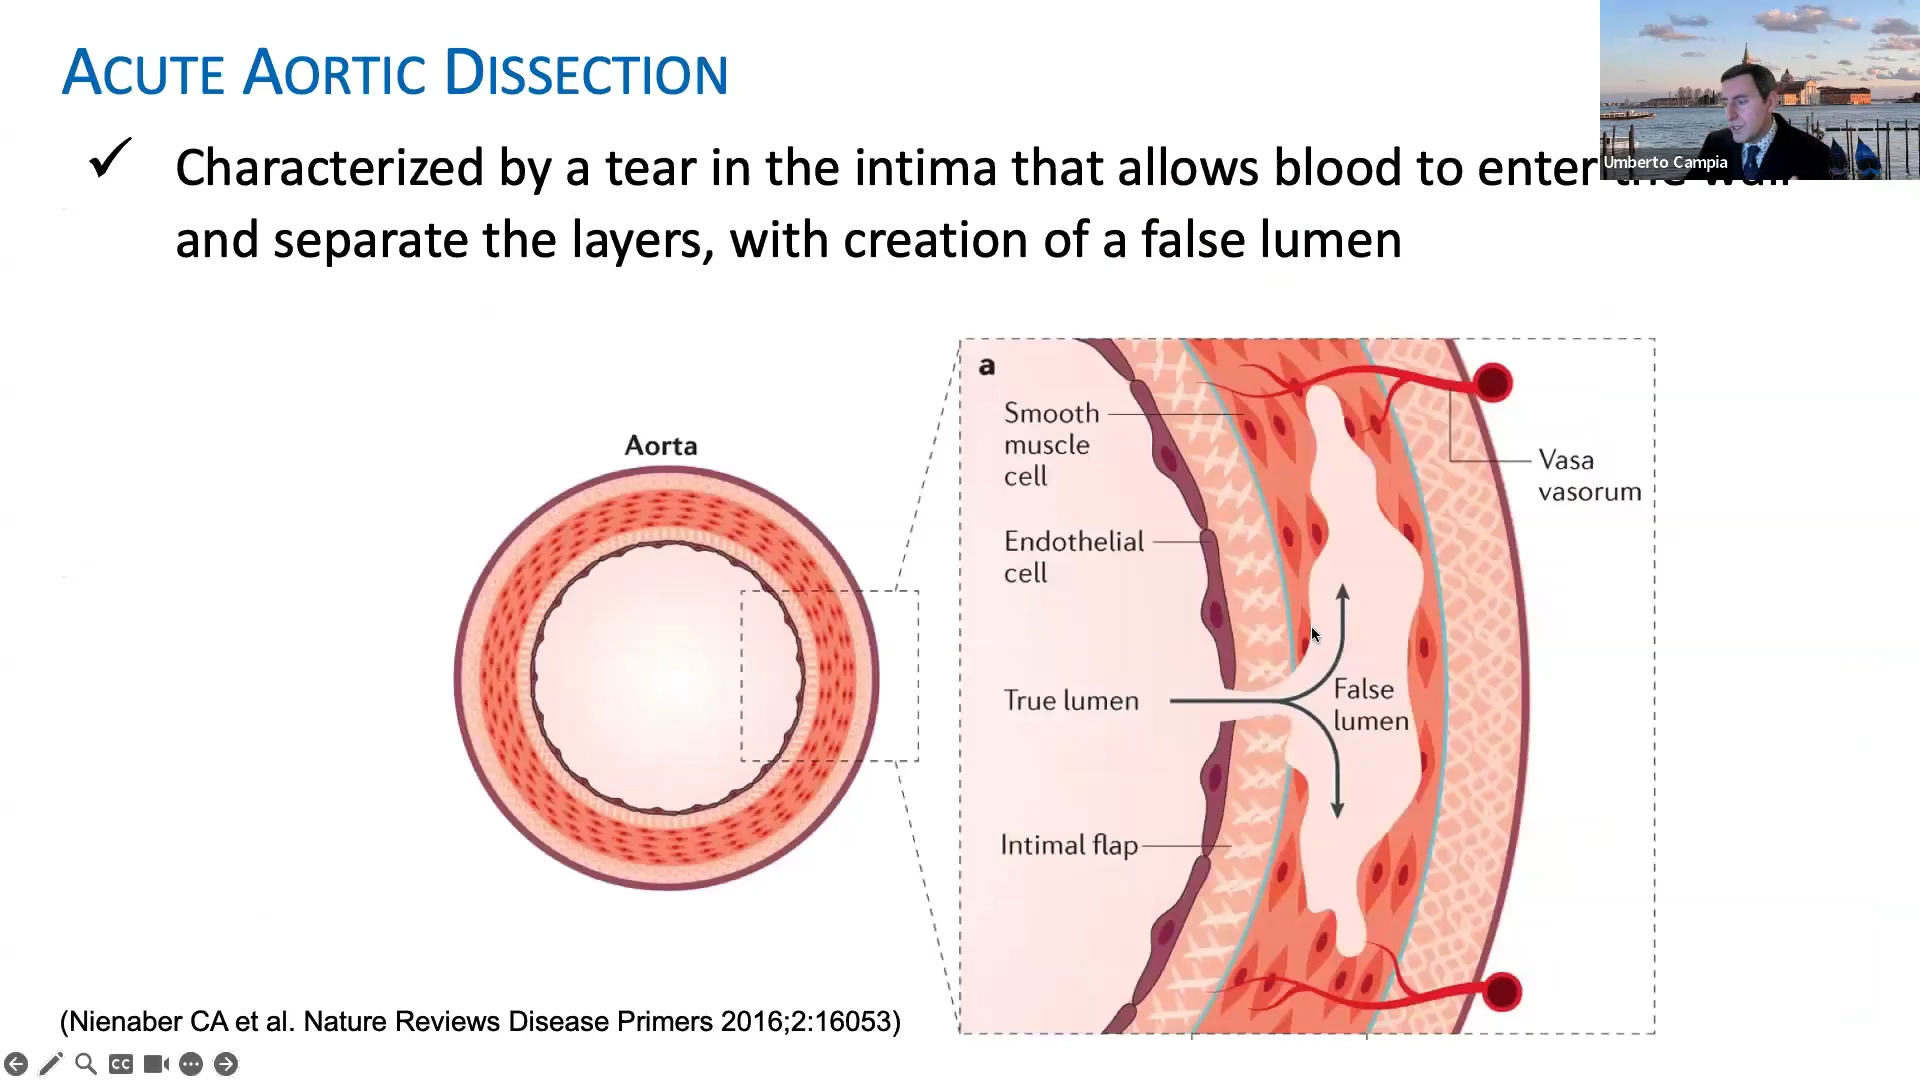 ACUTE AORTIC DISSECTION
✓ Characterized by a tear in the intima that allows blood to enter
and separate the layers, with creation of a false lumen
Umberto Campia
a
Aorta
Smooth
muscle
cell
Endothelial
cell
Vasa
vasorum
True lumen
False
lumen
Intimal flap
(Nienaber CA et al. Nature Reviews Disease Primers 2016;2:16053)
CC